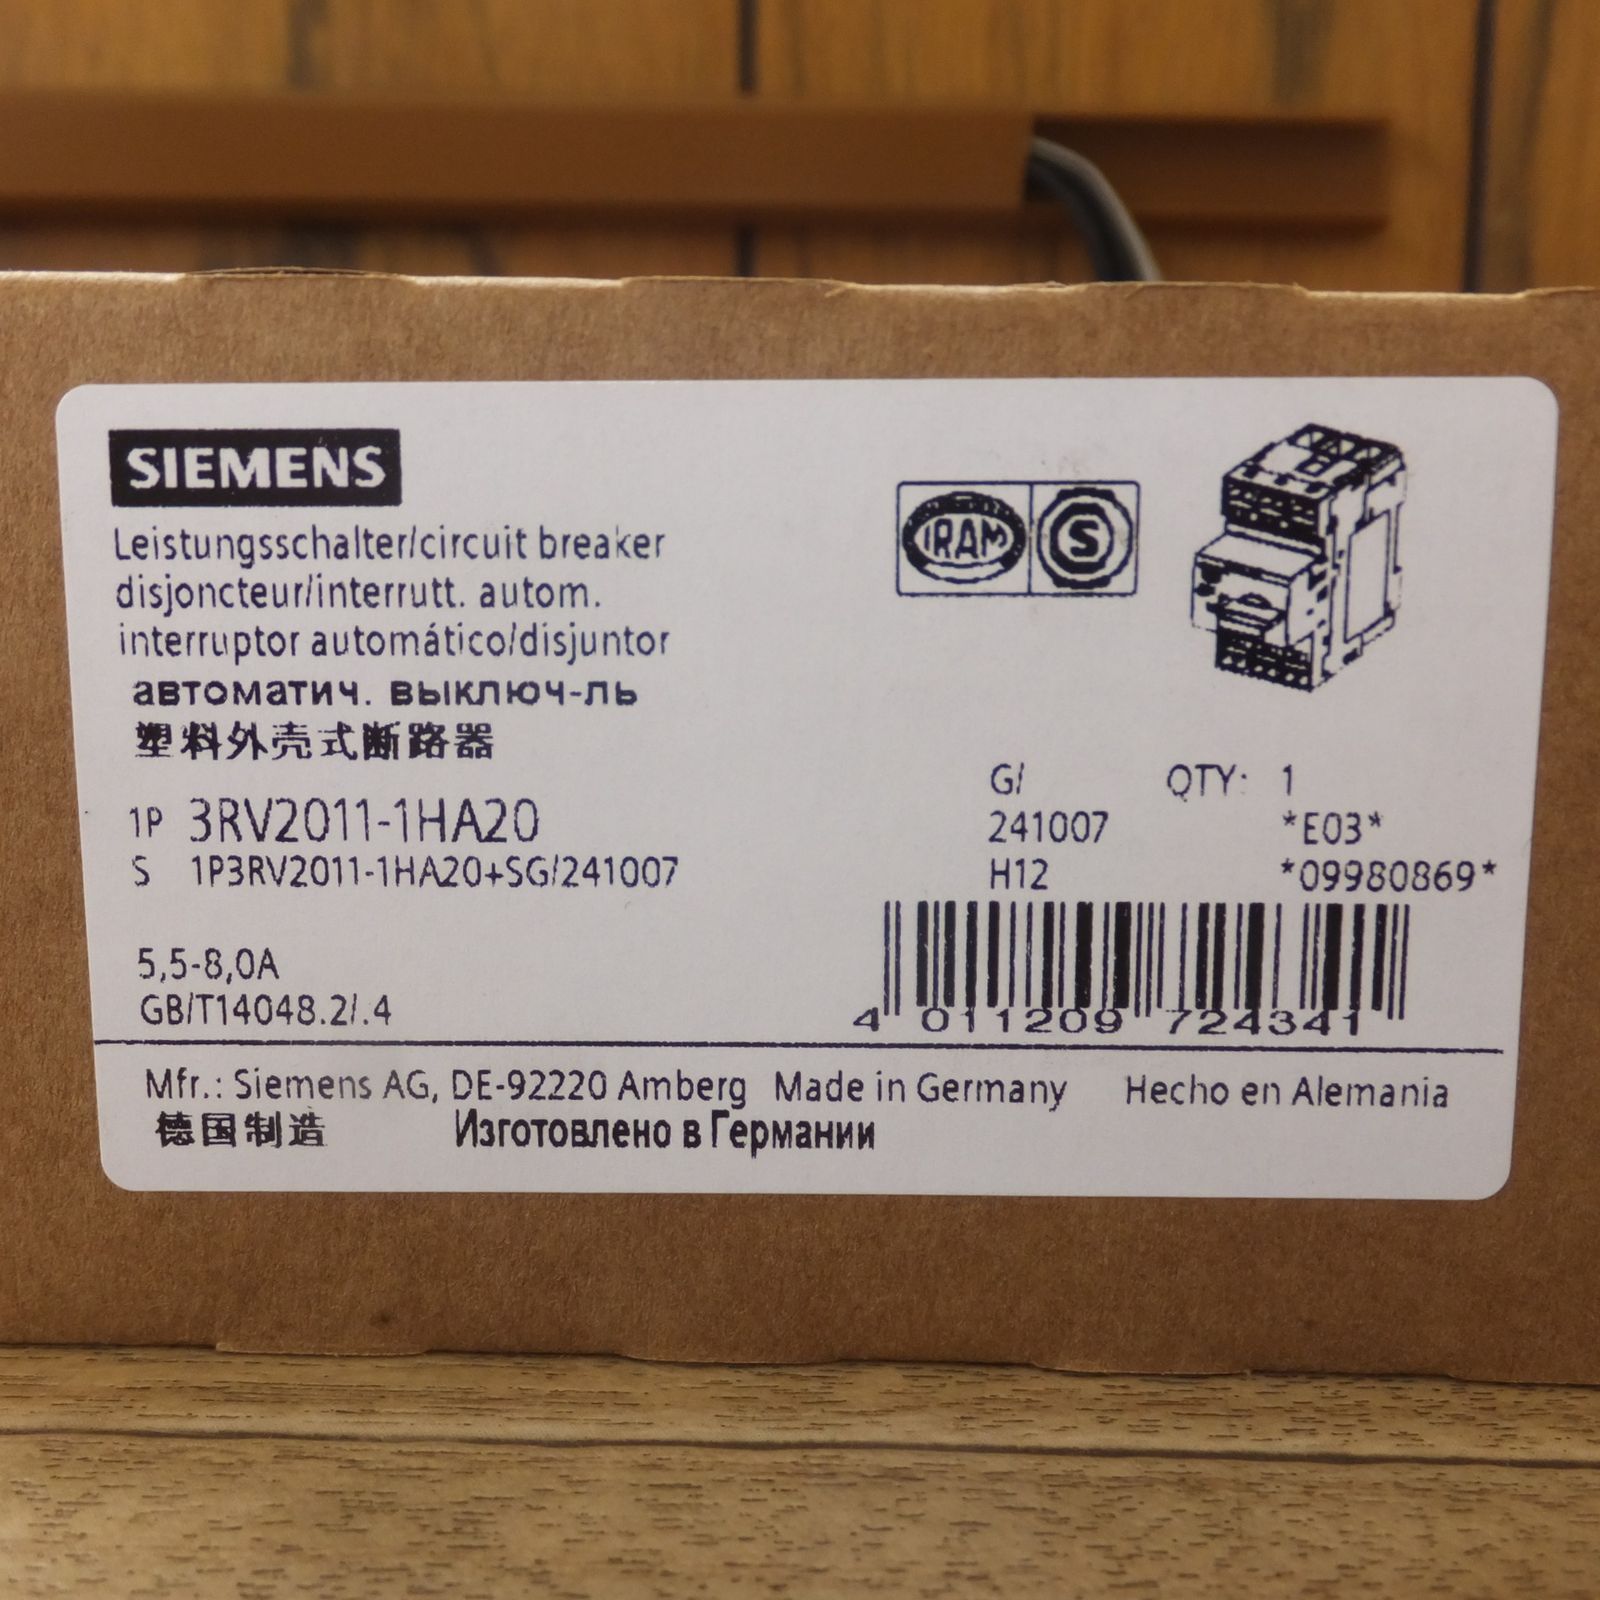 SIEMENS
Leistungsschalter/circuit breaker
disjoncteur/interrutt. autom.
interruptor automático/disjuntor
автоматич. выключ-ль
塑料外壳式断路器
IRAM S
G/ QTY: 1
1P 3RV2011-1HA20 241007 *E03*
S 1P3RV2011-1HA20+SG/241007 H12 *09980869*
5,5-8,0A
GB/T14048.2/.4
4 011209 724341
Mfr.: Siemens AG, DE-92220 Amberg Made in Germany Hecho en Alemania
德国制造 Изготовлено в Германии